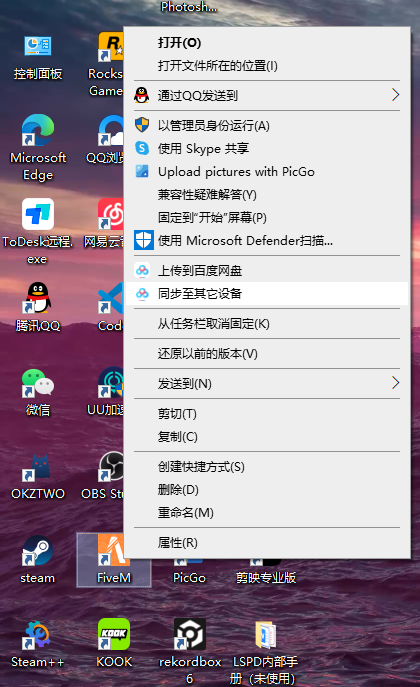 Photosh...
控制面板
Rocks
Game
Microsoft
Edge
QQ浏览
ToDesk远程.
exe
网易云音
腾讯QQ
Code
微信
UU加速
OKZTWO
OBS Stu
steam
FiveM
PicGo
剪映专业版
Steam++
KOOK
KOOK
rekordbox
6
LSPD内部手
册（未使用）
打开(O)
打开文件所在的位置(I)
通过QQ发送到
以管理员身份运行(A)
使用 Skype 共享
Upload pictures with PicGo
兼容性疑难解答(Y)
固定到"开始"屏幕(P)
使用 Microsoft Defender扫描...
上传到百度网盘
同步至其它设备
从任务栏取消固定(K)
还原以前的版本(V)
发送到(N)
剪切(T)
复制(C)
创建快捷方式(S)
删除(D)
重命名(M)
属性(R)